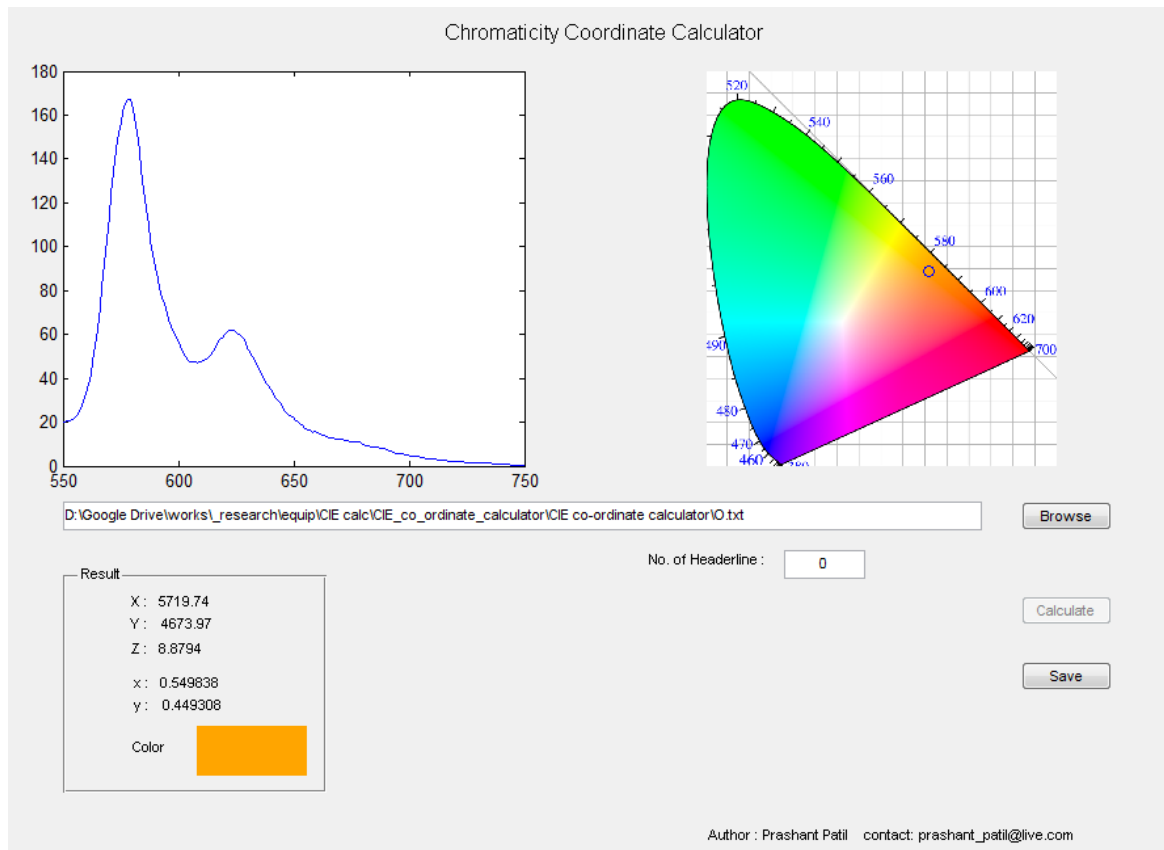 Chromaticity Coordinate Calculator
180
160
140
120
100
80
60
40
20
0
550 600 650 700 750
520
540
560
580
600
620
700
490
480
470
460
380
D:\Google Drive\works\_research\equip\CIE calc\CIE_co_ordinate_calculator\CIE co-ordinate calculator\O.txt
Browse
No. of Headerline : 0
Calculate
Save
Result
X : 5719.74
Y : 4673.97
Z : 8.8794
x : 0.549838
y : 0.449308
Color
Author : Prashant Patil contact: prashant_patil@live.com